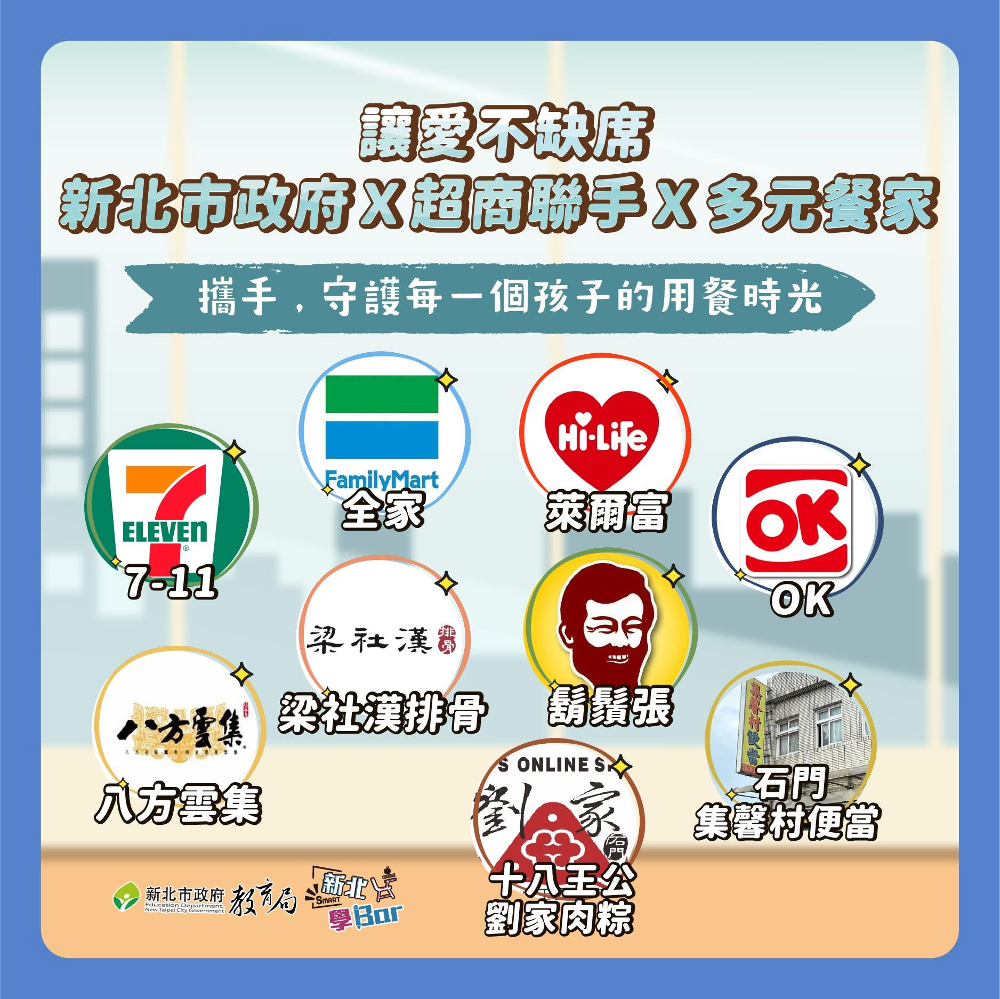 讓愛不缺席
新北市政府X超商聯手X多元餐家
攜手，守護每一個孩子的用餐時光
FamilyMart
全家
Hi-Life
萊爾富
7
ELEVEn
®
7-11
OK
OK
梁社漢排骨
梁社漢排骨
鬍鬚張
八方雲集
八方雲集
集馨村便當
石門
集馨村便當
S ONLINE S
劉家
石門
十八王公
劉家肉粽
新北市政府教育局
Education Department,
New Taipei City Government
新北
SMART
學Bar